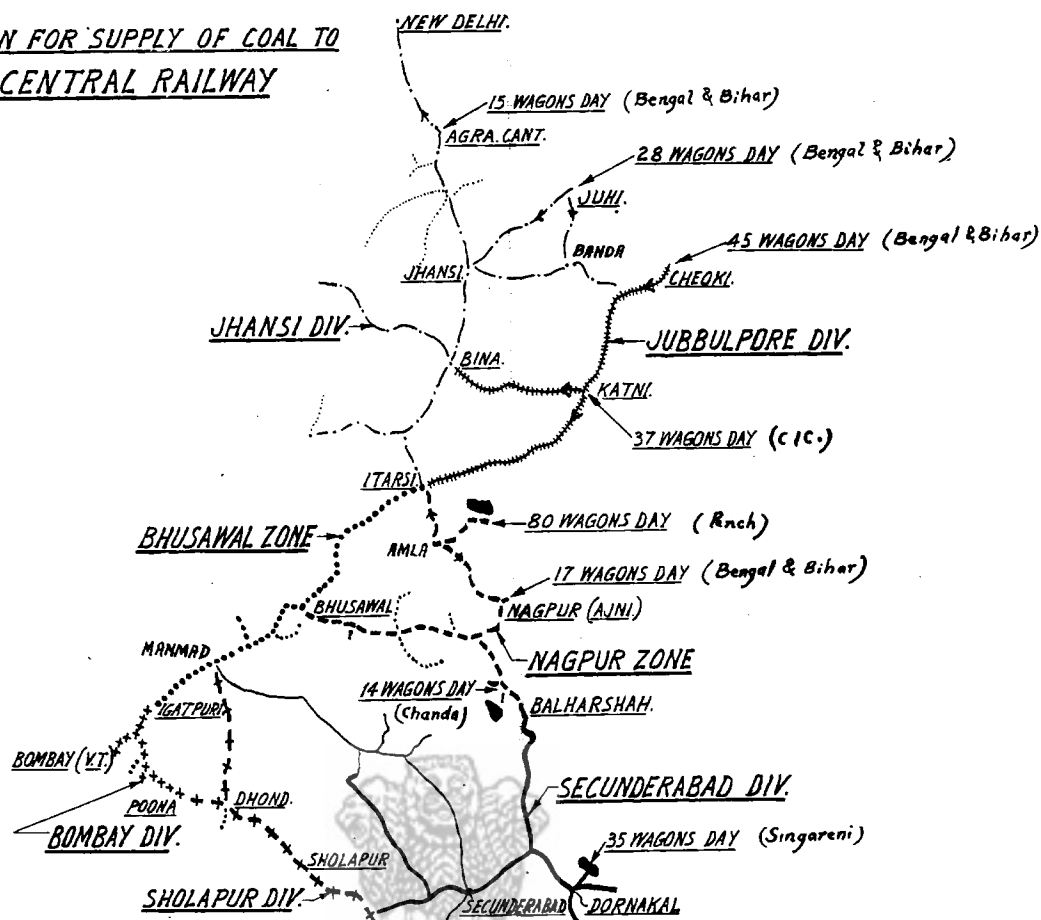 N FOR SUPPLY OF COAL TO
CENTRAL RAILWAY
NEW DELHI.
15 WAGONS DAY (Bengal & Bihar)
AGRA. CANT.
28 WAGONS DAY (Bengal & Bihar)
JUHI.
45 WAGONS DAY (Bengal & Bihar)
BANDA
JHANSI.
CHEOKI.
JHANSI DIV.
JUBBULPORE DIV.
BINA.
KATNI.
37 WAGONS DAY (CIC.)
ITARSI.
80 WAGONS DAY (Pench)
BHUSAWAL ZONE
AMLA
17 WAGONS DAY (Bengal & Bihar)
BHUSAWAL
NAGPUR (AJNI.)
MANMAD
NAGPUR ZONE
14 WAGONS DAY
(Chanda)
BALHARSHAH.
IGATPURI.
BOMBAY (V.T.)
SECUNDERABAD DIV.
POONA
DHOND.
BOMBAY DIV.
35 WAGONS DAY (Singareni)
SHOLAPUR
SHOLAPUR DIV.
SECUNDERABAD
DORNAKAL